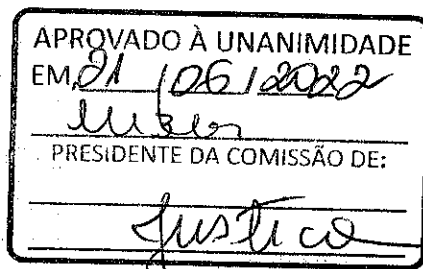 APROVADO À UNANIMIDADE
EM, 21 / 06 / 2022
PRESIDENTE DA COMISSÃO DE:
Justiça